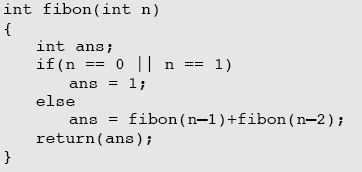 int fibon(int n)
{
int ans;
if(n == 0 || n == 1)
ans = 1;
else
ans = fibon(n–1)+fibon(n–2);
return(ans);
}